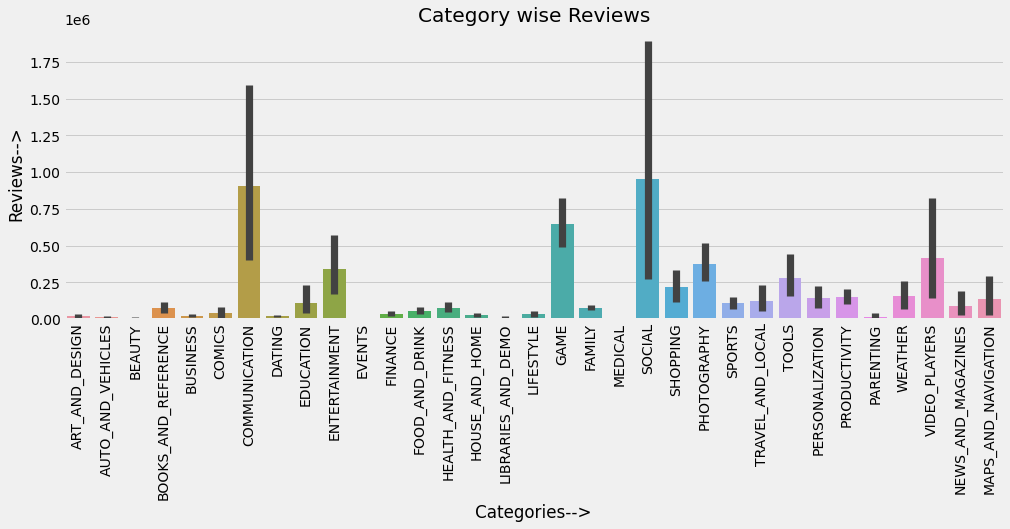 Category wise Reviews
1e6
Reviews-->
1.75
1.50
1.25
1.00
0.75
0.50
0.25
0.00
ART_AND_DESIGN
AUTO_AND_VEHICLES
BEAUTY
BOOKS_AND_REFERENCE
BUSINESS
COMICS
COMMUNICATION
DATING
EDUCATION
ENTERTAINMENT
EVENTS
FINANCE
FOOD_AND_DRINK
HEALTH_AND_FITNESS
HOUSE_AND_HOME
LIBRARIES_AND_DEMO
LIFESTYLE
GAME
FAMILY
MEDICAL
SOCIAL
SHOPPING
PHOTOGRAPHY
SPORTS
TRAVEL_AND_LOCAL
TOOLS
PERSONALIZATION
PRODUCTIVITY
PARENTING
WEATHER
VIDEO_PLAYERS
NEWS_AND_MAGAZINES
MAPS_AND_NAVIGATION
Categories-->